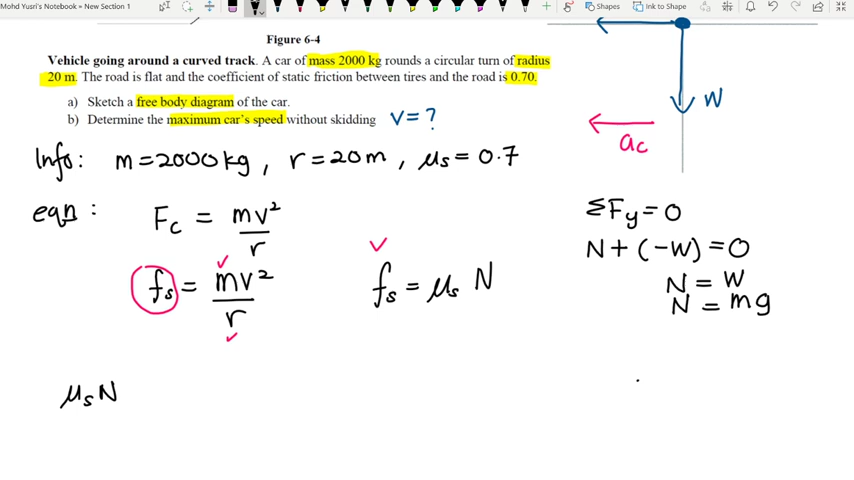 Mohd Yusri's Notebook » New Section 1
Shapes
Ink to Shape
Figure 6-4
Vehicle going around a curved track. A car of mass 2000 kg rounds a circular turn of radius
20 m. The road is flat and the coefficient of static friction between tires and the road is 0.70.
a) Sketch a free body diagram of the car.
b) Determine the maximum car's speed without skidding V = ?
W
ac
Info: m = 2000 kg, r = 20 m, μs = 0.7
eqn: Fc = mv²/r
ΣFy = 0
N + (-W) = 0
fs = mv²/r
fs = μs N
N = W
N = mg
μs N